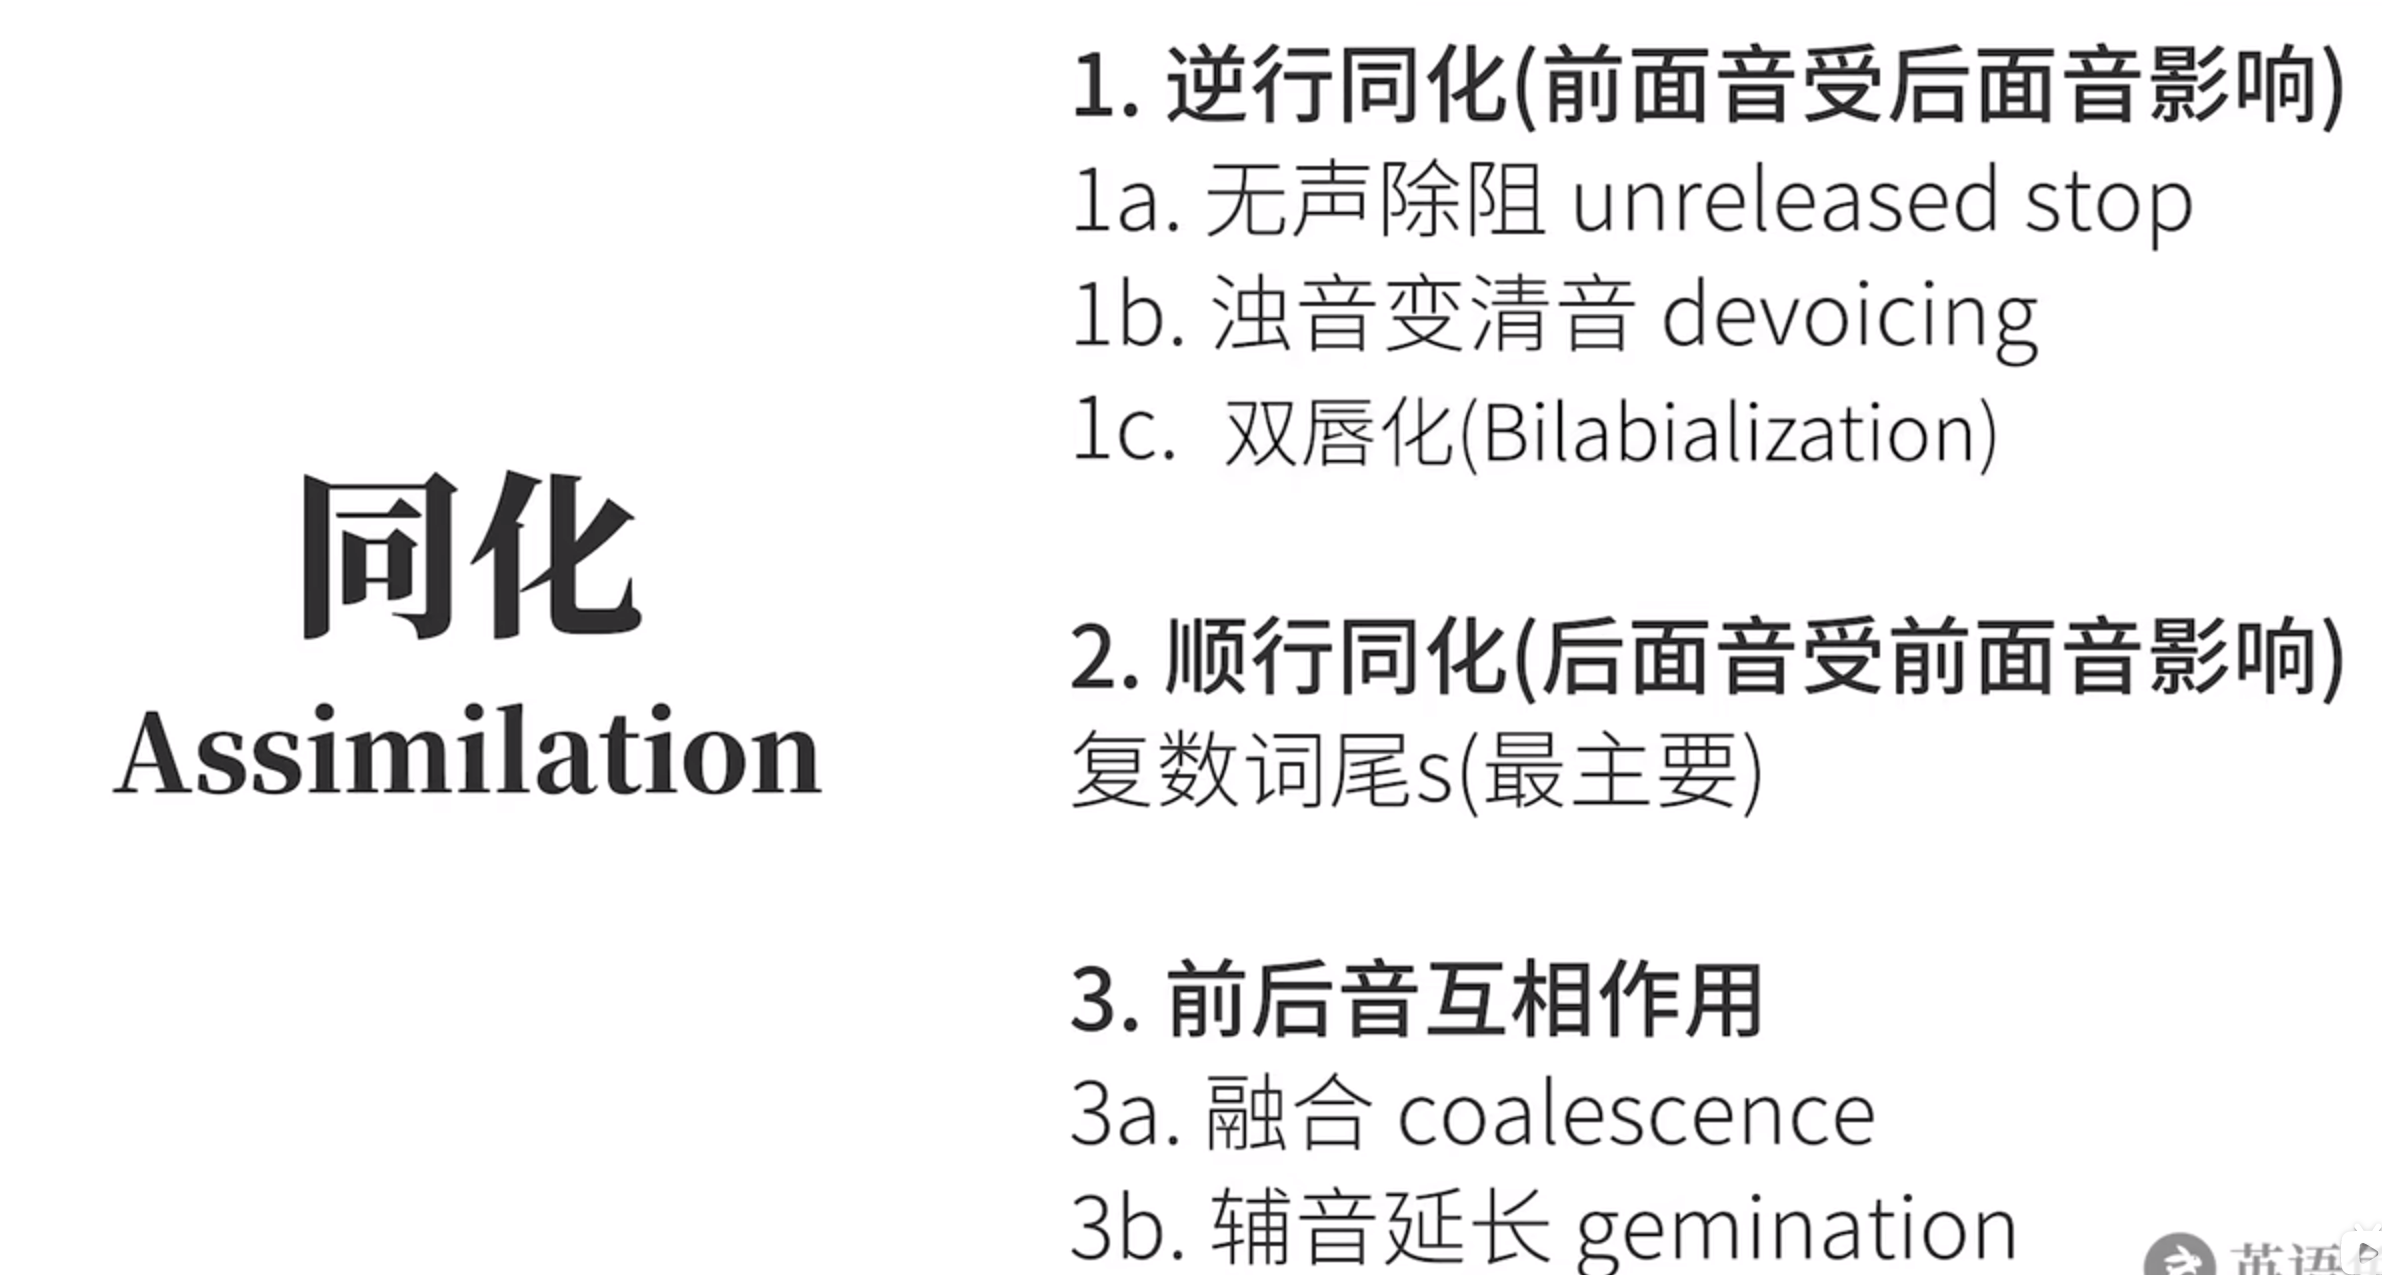 同化
Assimilation
1. 逆行同化(前面音受后面音影响)
1a. 无声除阻 unreleased stop
1b. 浊音变清音 devoicing
1c. 双唇化(Bilabialization)
2. 顺行同化(后面音受前面音影响)
复数词尾s(最主要)
3. 前后音互相作用
3a. 融合 coalescence
3b. 辅音延长 gemination
英语